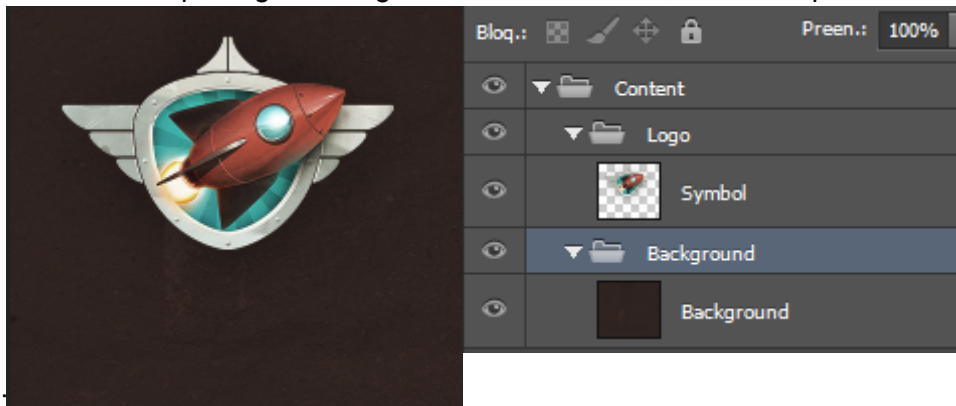 Bloq.: Preen.: 100%
Content
Logo
Symbol
Background
Background
.